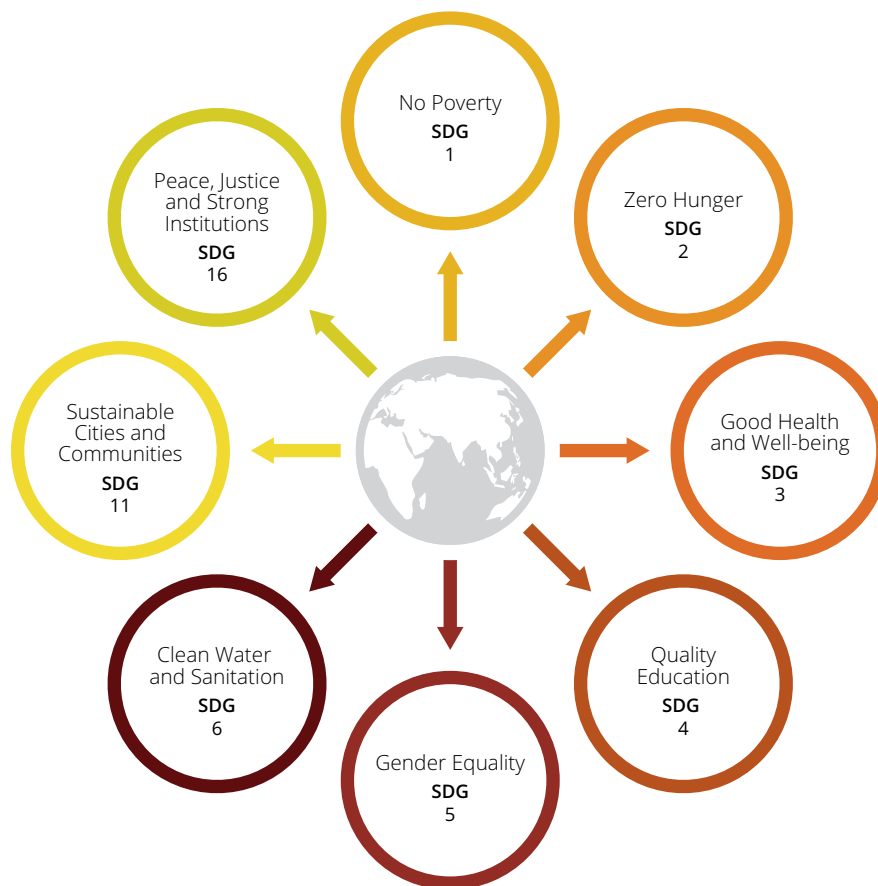 No Poverty
SDG
1
Zero Hunger
SDG
2
Good Health
and Well-being
SDG
3
Quality
Education
SDG
4
Gender Equality
SDG
5
Clean Water
and Sanitation
SDG
6
Sustainable
Cities and
Communities
SDG
11
Peace, Justice
and Strong
Institutions
SDG
16